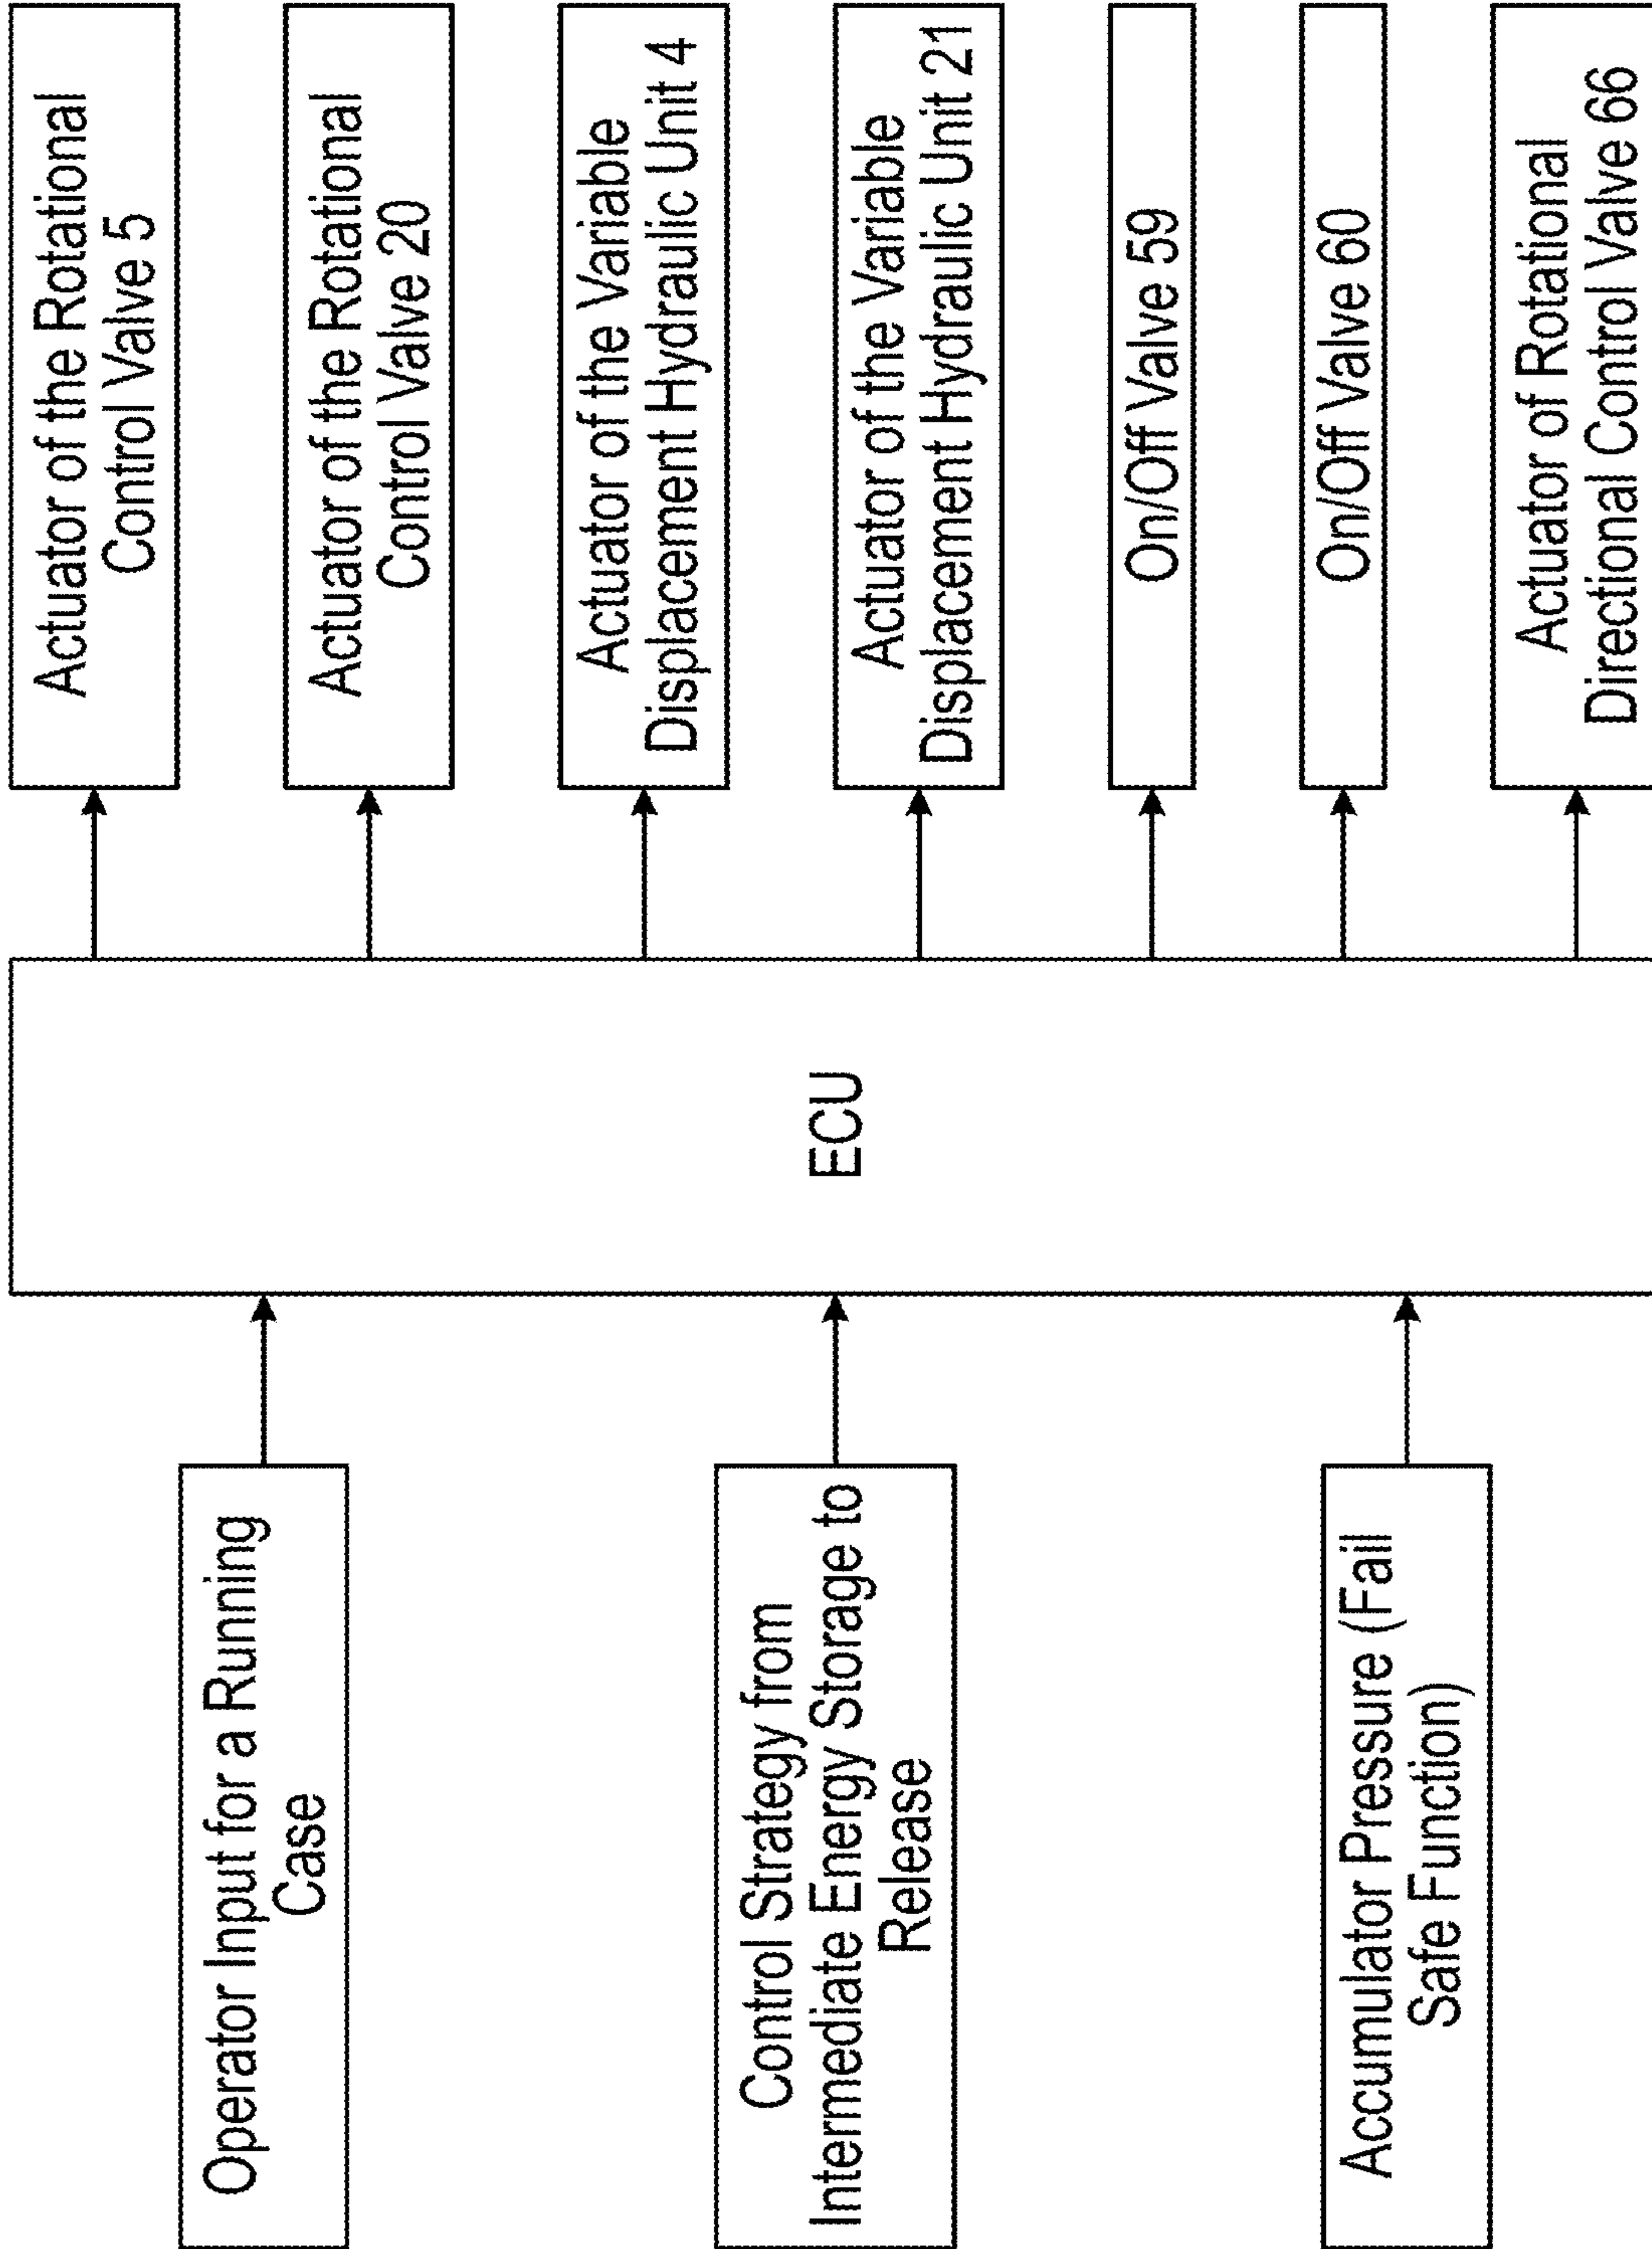 Operator Input for a Running
Case
Control Strategy from
Intermediate Energy Storage to
Release
Accumulator Pressure (Fail
Safe Function)
ECU
Actuator of the Rotational
Control Valve 5
Actuator of the Rotational
Control Valve 20
Actuator of the Variable
Displacement Hydraulic Unit 4
Actuator of the Variable
Displacement Hydraulic Unit 21
On/Off Valve 59
On/Off Valve 60
Actuator of Rotational
Directional Control Valve 66